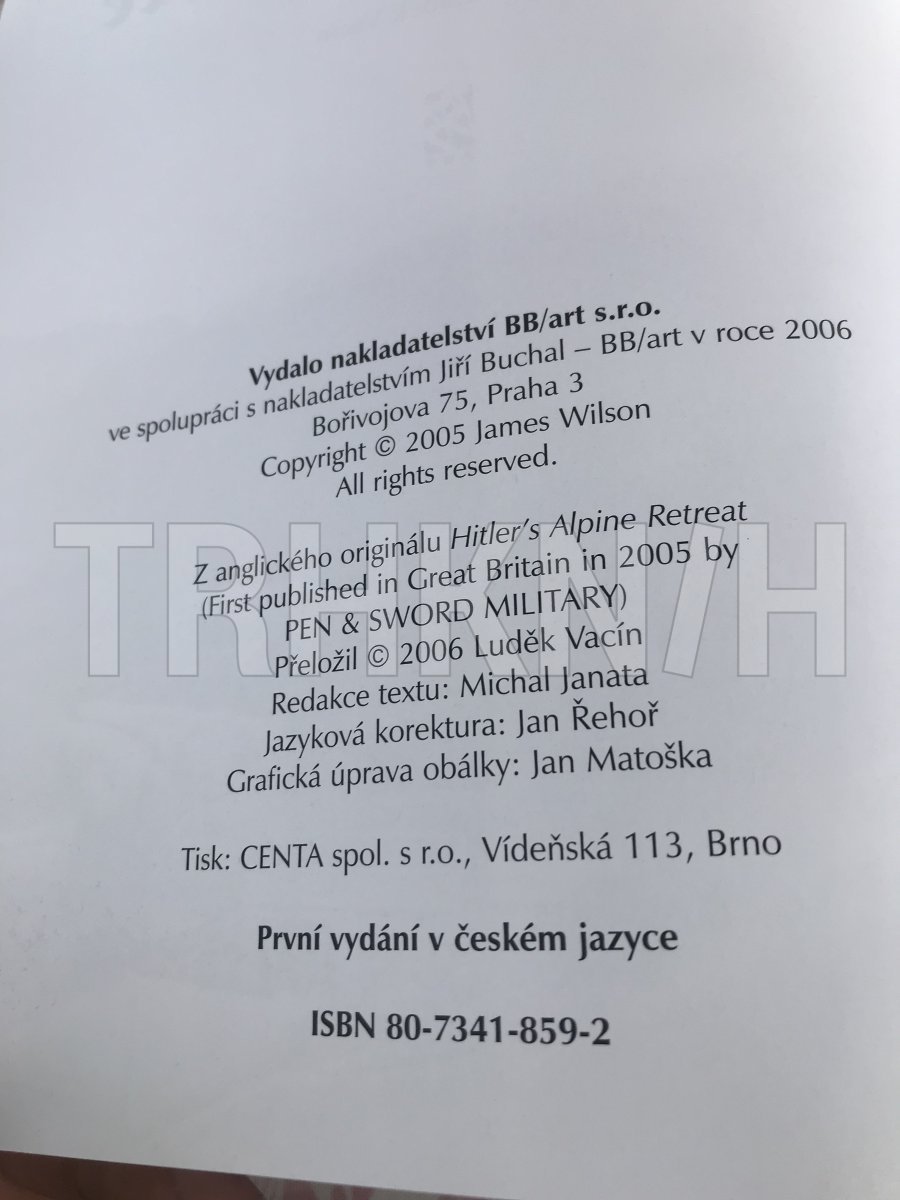 Vydalo nakladatelství BB/art s.r.o.
ve spolupráci s nakladatelstvím Jiří Buchal – BB/art v roce 2006
Bořivojova 75, Praha 3
Copyright © 2005 James Wilson
All rights reserved.
Z anglického originálu Hitler's Alpine Retreat
(First published in Great Britain in 2005 by
PEN & SWORD MILITARY)
Přeložil © 2006 Luděk Vacín
Redakce textu: Michal Janata
Jazyková korektura: Jan Řehoř
Grafická úprava obálky: Jan Matoška
Tisk: CENTA spol. s r.o., Vídeňská 113, Brno
První vydání v českém jazyce
ISBN 80-7341-859-2
TRHKNIH